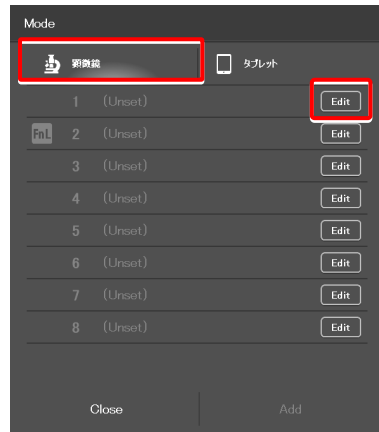 Mode
顕微鏡 タブレット
1 (Unset) Edit
FnL 2 (Unset) Edit
3 (Unset) Edit
4 (Unset) Edit
5 (Unset) Edit
6 (Unset) Edit
7 (Unset) Edit
8 (Unset) Edit
Close Add